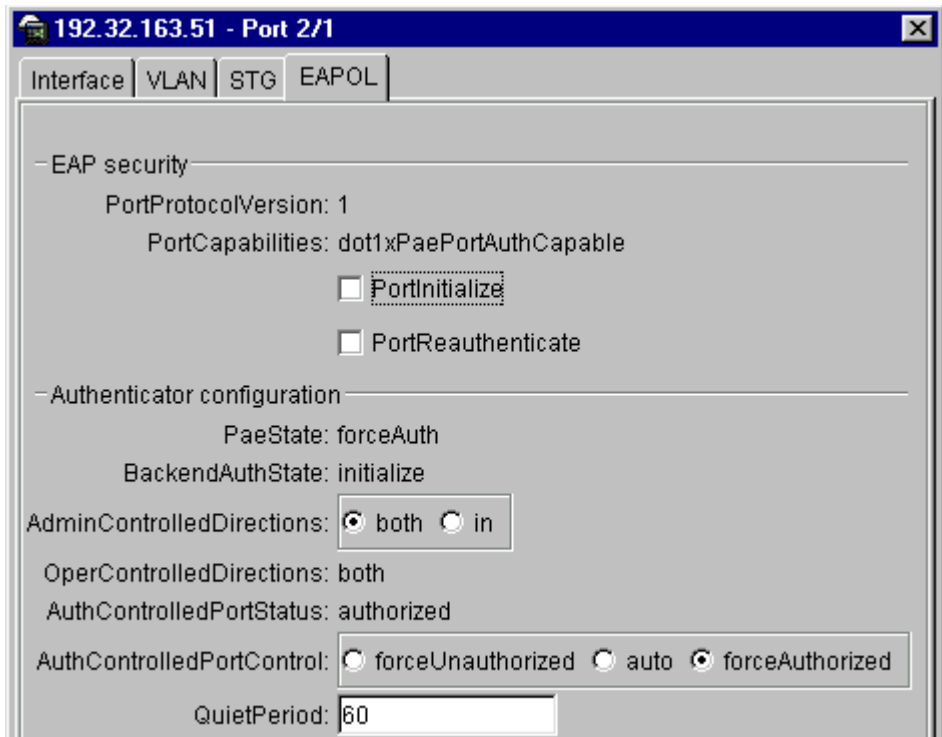 192.32.163.51 - Port 2/1
Interface VLAN STG EAPOL
EAP security
PortProtocolVersion: 1
PortCapabilities: dot1xPaePortAuthCapable
PortInitialize
PortReauthenticate
Authenticator configuration
PaeState: forceAuth
BackendAuthState: initialize
AdminControlledDirections: both in
OperControlledDirections: both
AuthControlledPortStatus: authorized
AuthControlledPortControl: forceUnauthorized auto forceAuthorized
QuietPeriod: 60